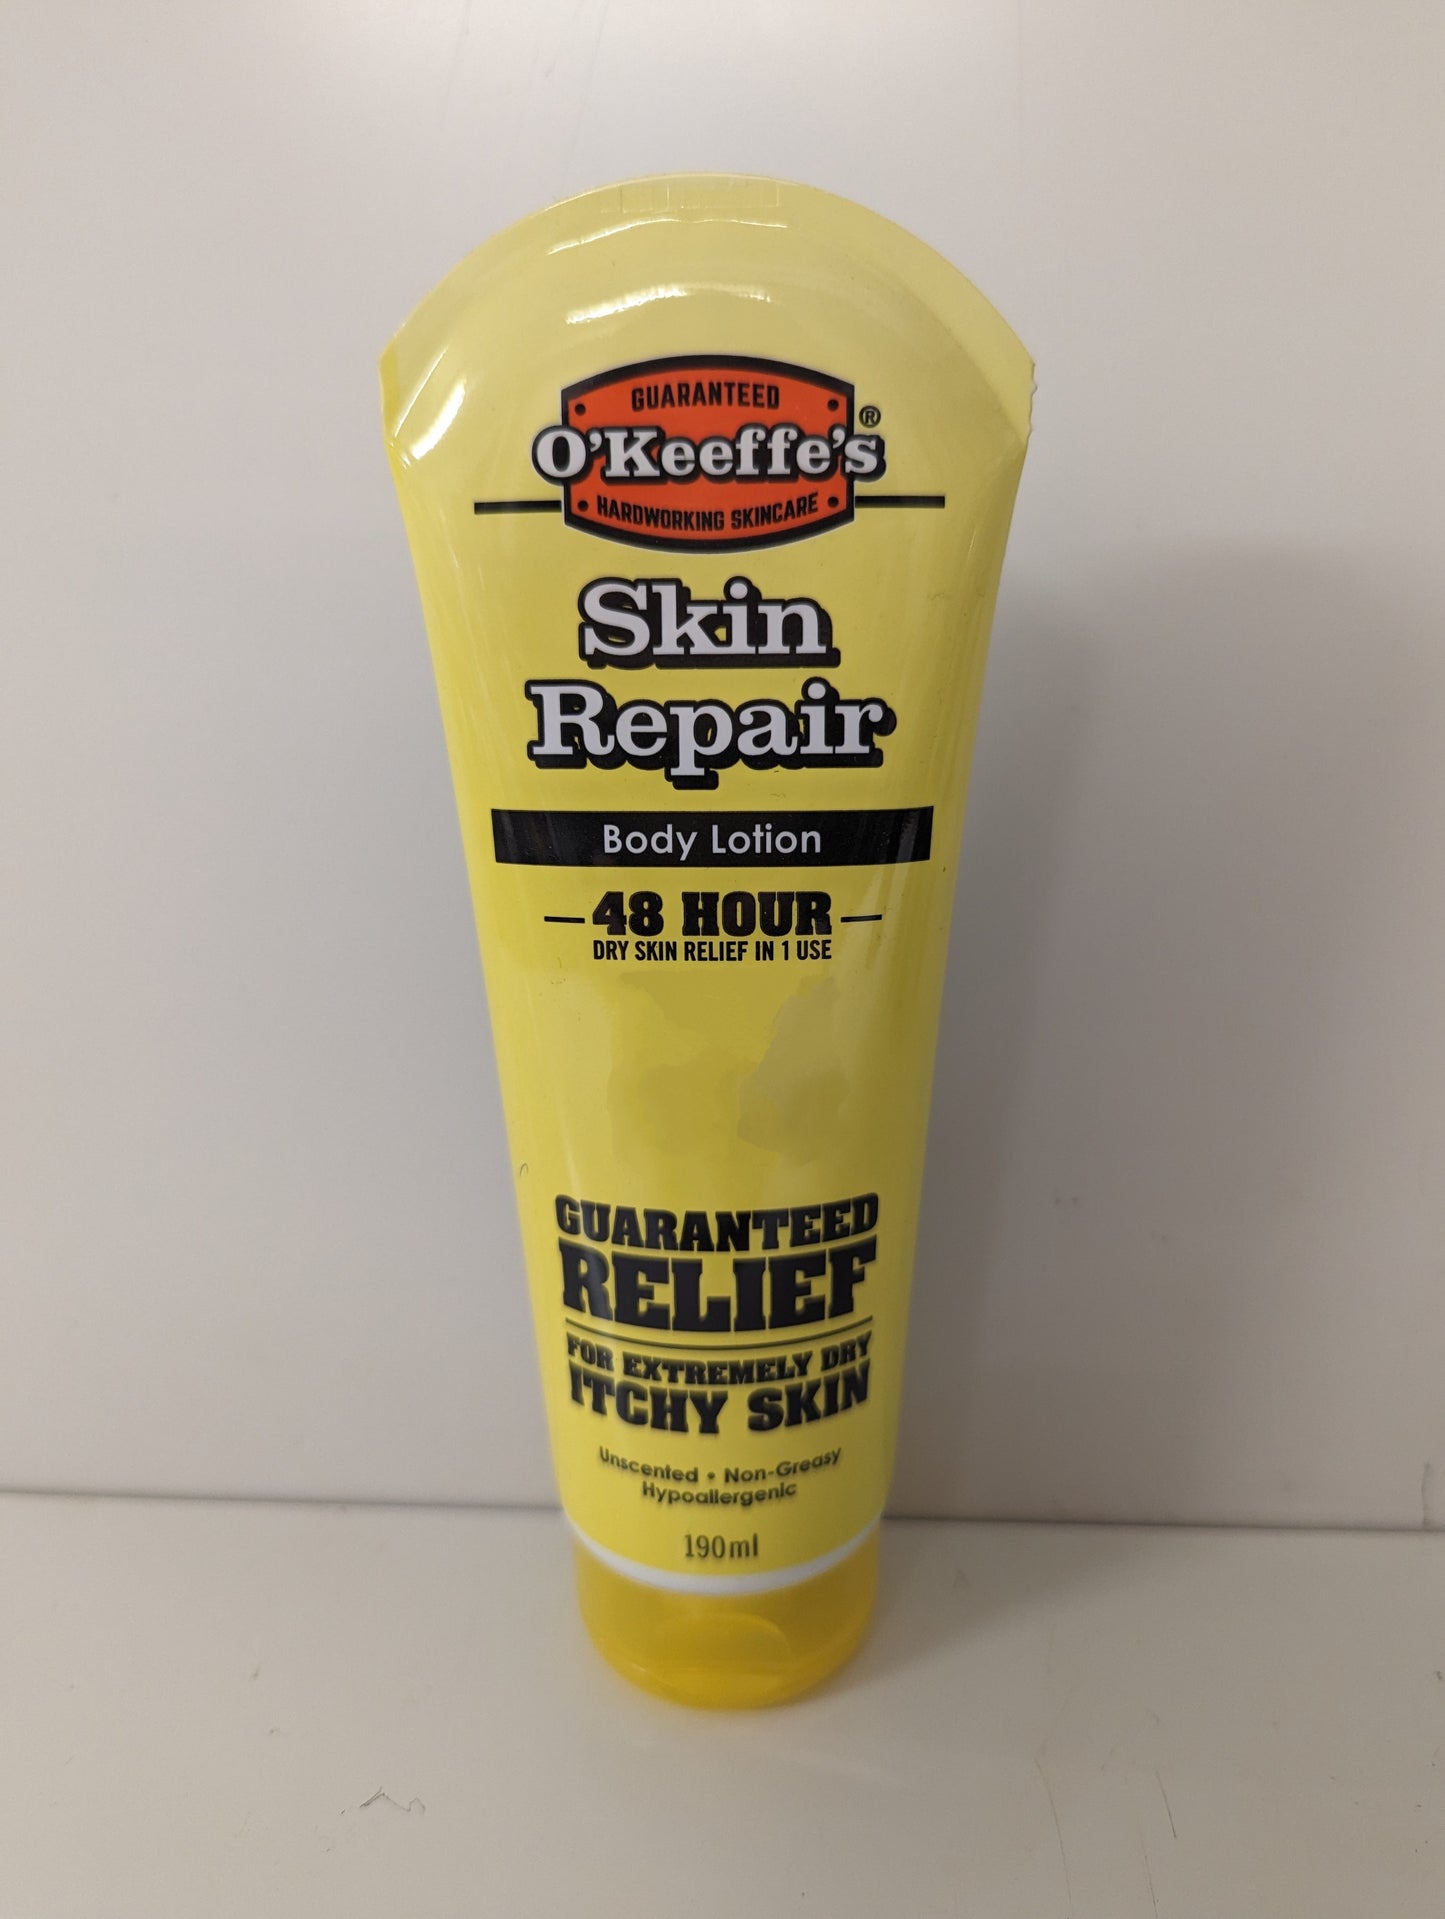 GUARANTEED
O'Keeffe's®
HARDWORKING SKINCARE
Skin
Repair
Body Lotion
48 HOUR
DRY SKIN RELIEF IN 1 USE
GUARANTEED
RELIEF
FOR EXTREMELY DRY
ITCHY SKIN
Unscented • Non-Greasy
Hypoallergenic
190ml